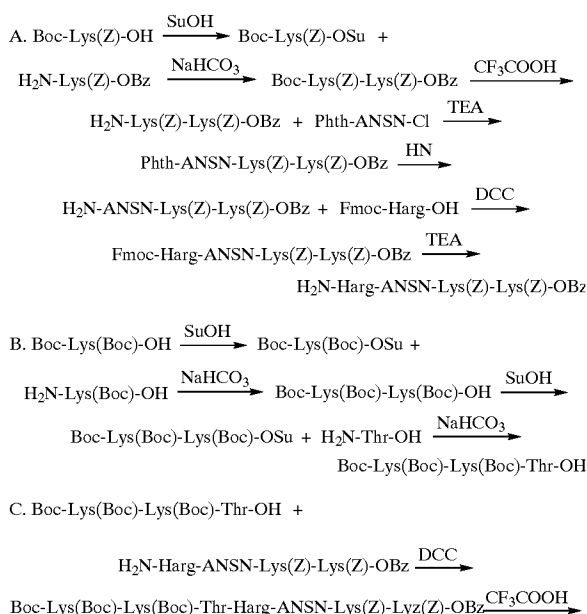 A. Boc-Lys(Z)-OH SuOH Boc-Lys(Z)-OSu +
H2N-Lys(Z)-OBz NaHCO3 Boc-Lys(Z)-Lys(Z)-OBz CF3COOH
H2N-Lys(Z)-Lys(Z)-OBz + Phth-ANSN-Cl TEA
Phth-ANSN-Lys(Z)-Lys(Z)-OBz HN
H2N-ANSN-Lys(Z)-Lys(Z)-OBz + Fmoc-Harg-OH DCC
Fmoc-Harg-ANSN-Lys(Z)-Lys(Z)-OBz TEA
H2N-Harg-ANSN-Lys(Z)-Lys(Z)-OBz
B. Boc-Lys(Boc)-OH SuOH Boc-Lys(Boc)-OSu +
H2N-Lys(Boc)-OH NaHCO3 Boc-Lys(Boc)-Lys(Boc)-OH SuOH
Boc-Lys(Boc)-Lys(Boc)-OSu + H2N-Thr-OH NaHCO3
Boc-Lys(Boc)-Lys(Boc)-Thr-OH
C. Boc-Lys(Boc)-Lys(Boc)-Thr-OH +
H2N-Harg-ANSN-Lys(Z)-Lys(Z)-OBz DCC
Boc-Lys(Boc)-Lys(Boc)-Thr-Harg-ANSN-Lys(Z)-Lyz(Z)-OBz CF3COOH